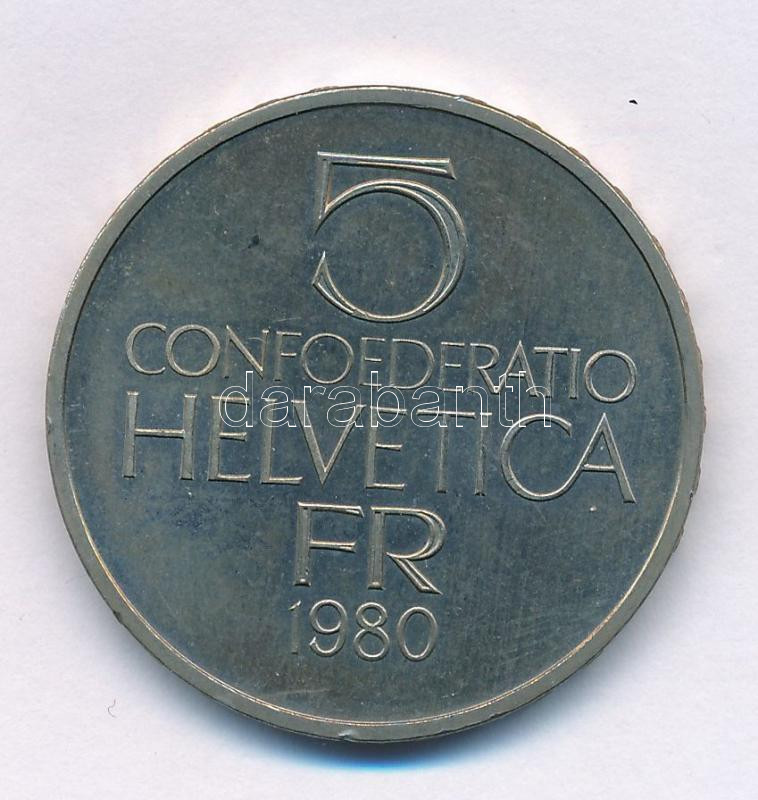 5
CONFOEDERATIO
darabanth
HELVETICA
FR
1980